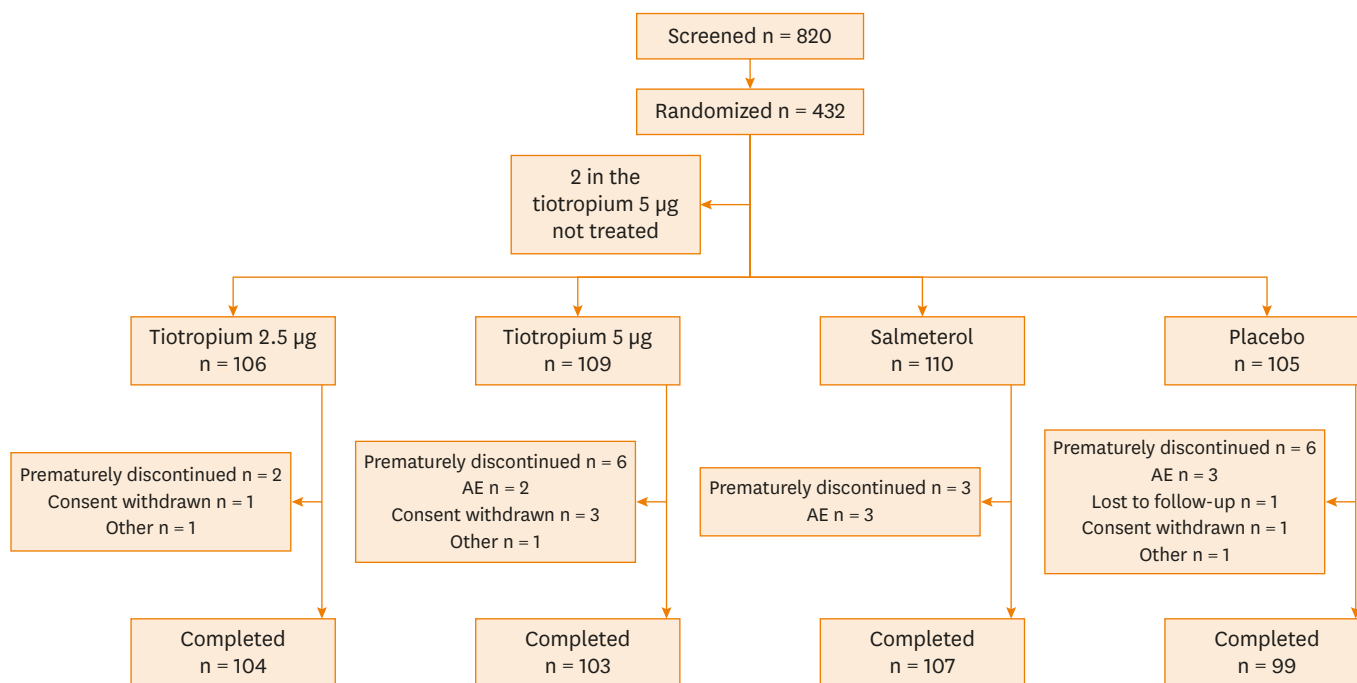 Screened n = 820
Randomized n = 432
2 in the
tiotropium 5 µg
not treated
Tiotropium 2.5 µg
n = 106
Tiotropium 5 µg
n = 109
Salmeterol
n = 110
Placebo
n = 105
Prematurely discontinued n = 2
Consent withdrawn n = 1
Other n = 1
Prematurely discontinued n = 6
AE n = 2
Consent withdrawn n = 3
Other n = 1
Prematurely discontinued n = 3
AE n = 3
Prematurely discontinued n = 6
AE n = 3
Lost to follow-up n = 1
Consent withdrawn n = 1
Other n = 1
Completed
n = 104
Completed
n = 103
Completed
n = 107
Completed
n = 99